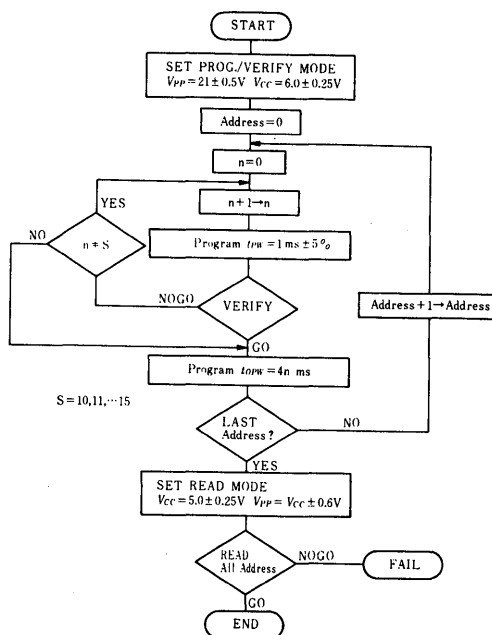 START
SET PROG./VERIFY MODE
VPP=21±0.5V VCC=6.0±0.25V
Address=0
n=0
YES
n+1→n
NO
n≠S
Program tPW=1ms±5%
NOGO
VERIFY
Address+1→Address
GO
Program tOPW=4n ms
S=10,11,…15
LAST
Address?
NO
YES
SET READ MODE
VCC=5.0±0.25V VPP=VCC±0.6V
READ
All Address
NOGO
FAIL
GO
END